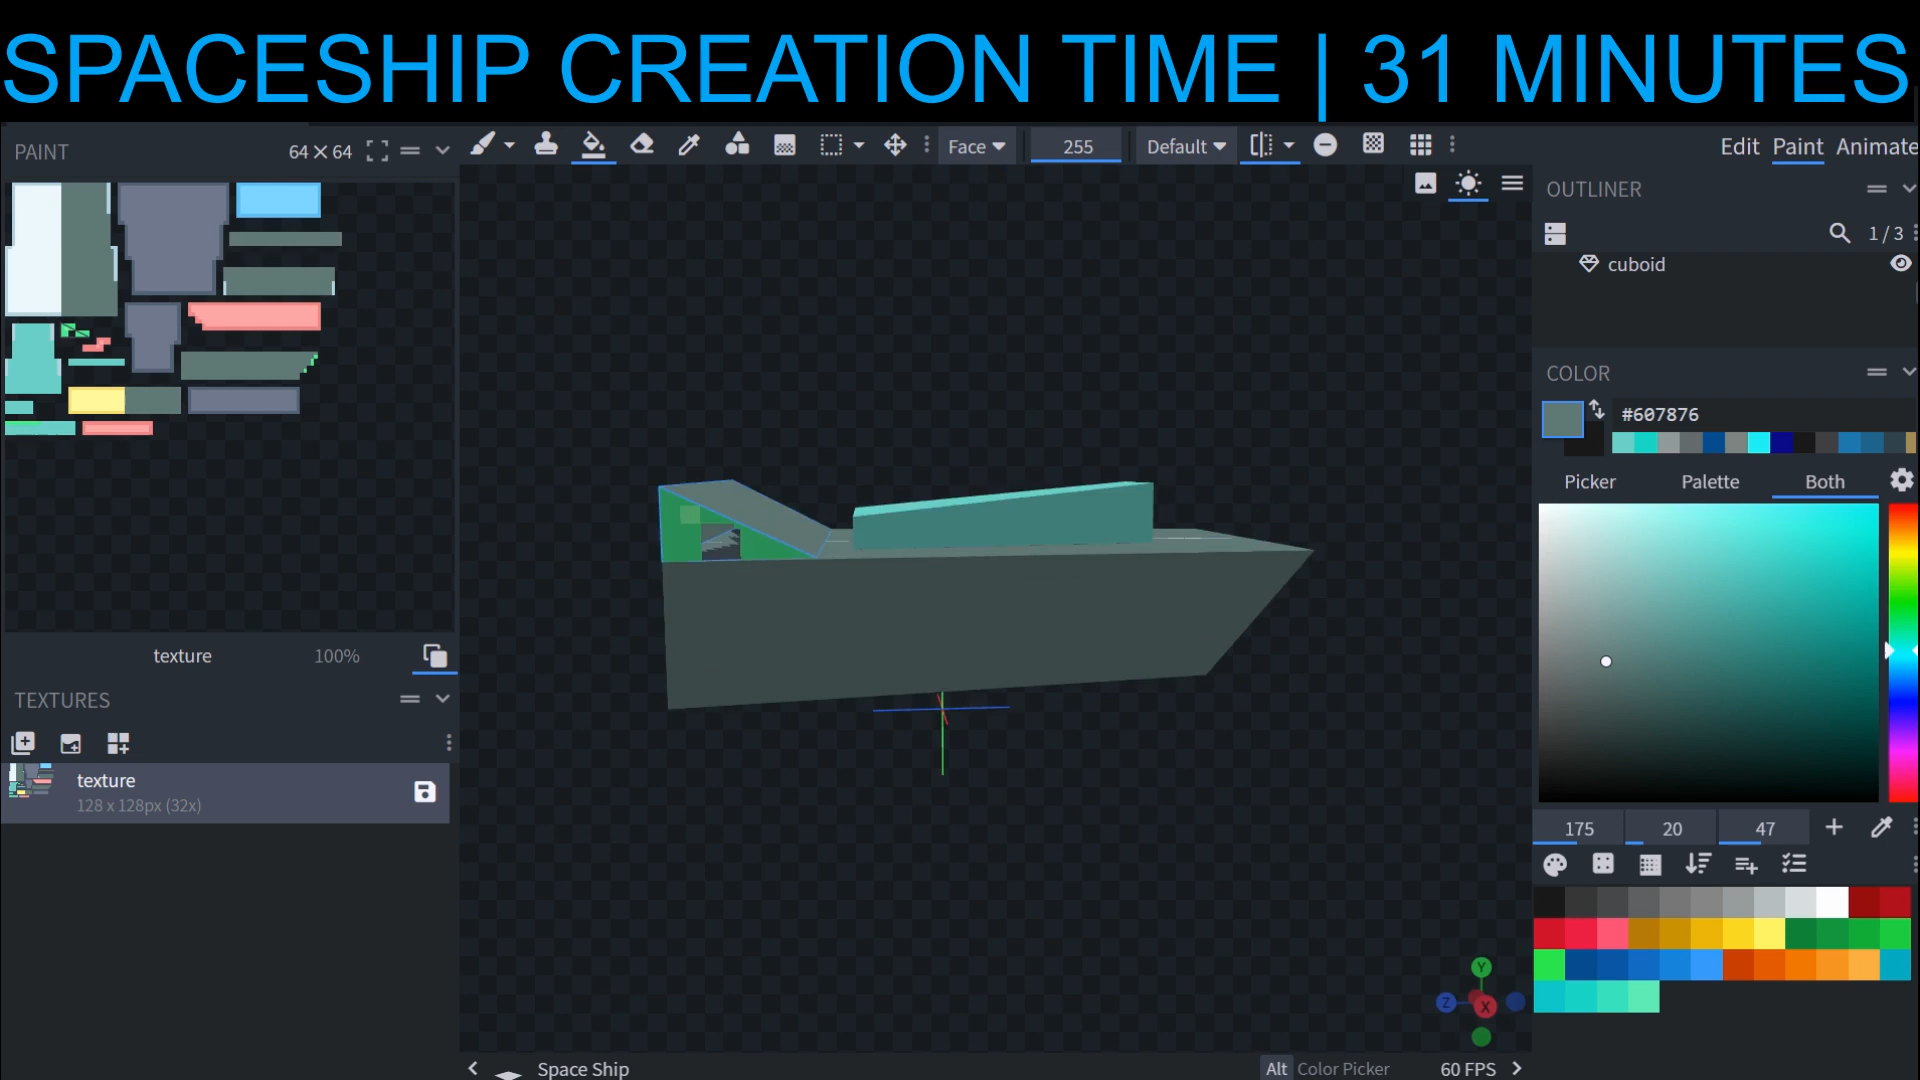 SPACESHIP CREATION TIME | 31 MINUTES
PAINT
64 × 64
Face
255
Default
Edit Paint Animate
OUTLINER
1 / 3
cuboid
COLOR
#607876
Picker Palette Both
texture 100%
TEXTURES
texture
128 x 128px (32x)
175 20 47
Y
Z
X
Space Ship
Alt Color Picker
60 FPS